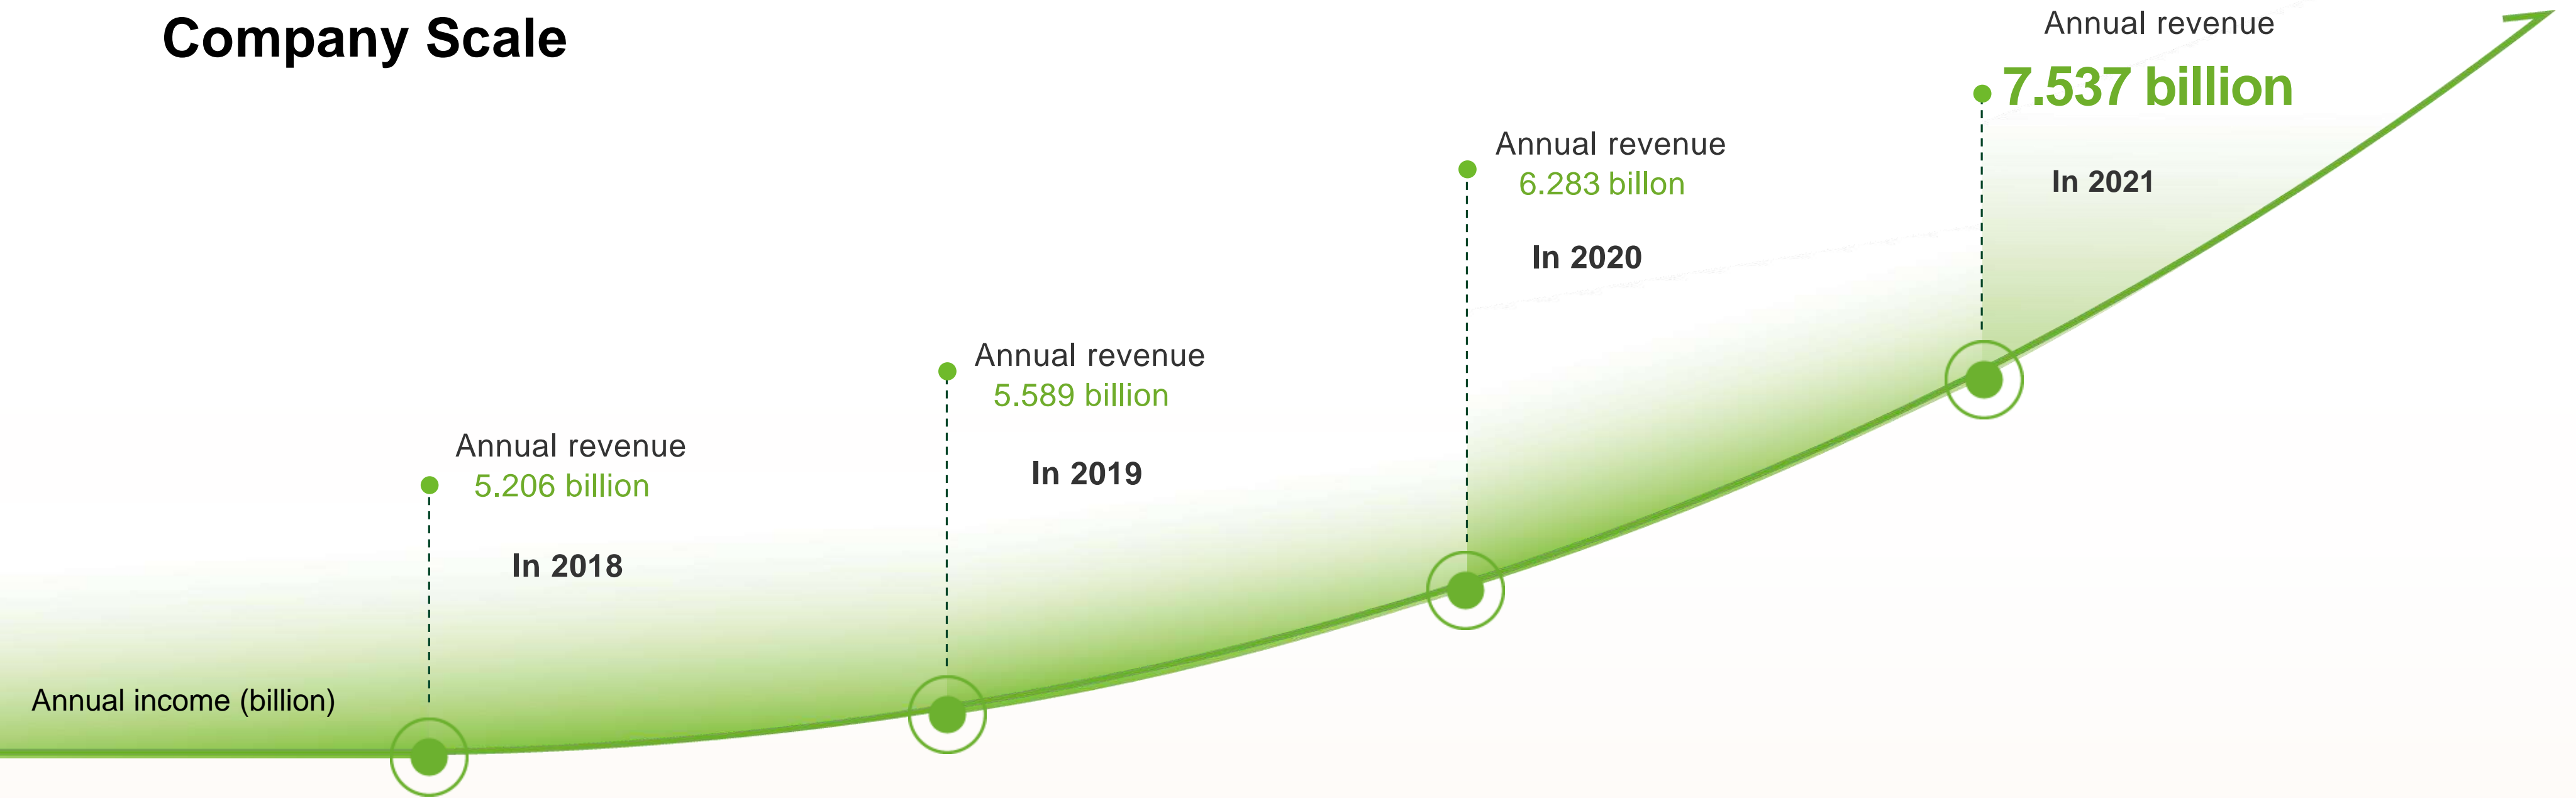 Company Scale
Annual revenue
7.537 billion
In 2021
Annual revenue
6.283 billon
In 2020
Annual revenue
5.589 billion
In 2019
Annual revenue
5.206 billion
In 2018
Annual income (billion)